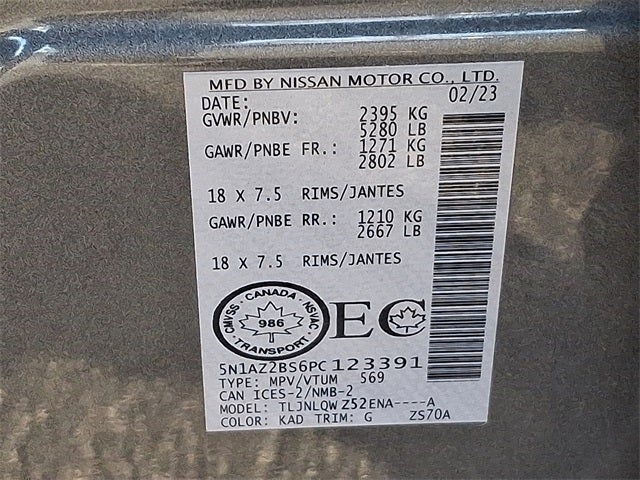 MFD BY NISSAN MOTOR CO., LTD.
DATE: 02/23
GVWR/PNBV: 2395 KG
5280 LB
GAWR/PNBE FR.: 1271 KG
2802 LB
18 X 7.5 RIMS/JANTES
GAWR/PNBE RR.: 1210 KG
2667 LB
18 X 7.5 RIMS/JANTES
CMVSS · CANADA · NSVAC · TRANSPORT ·
986
EC
5N1AZ2BS6PC123391
TYPE: MPV/VTUM 569
CAN ICES-2/NMB-2
MODEL: TLJNLQW Z52ENA----A
COLOR: KAD TRIM: G ZS70A